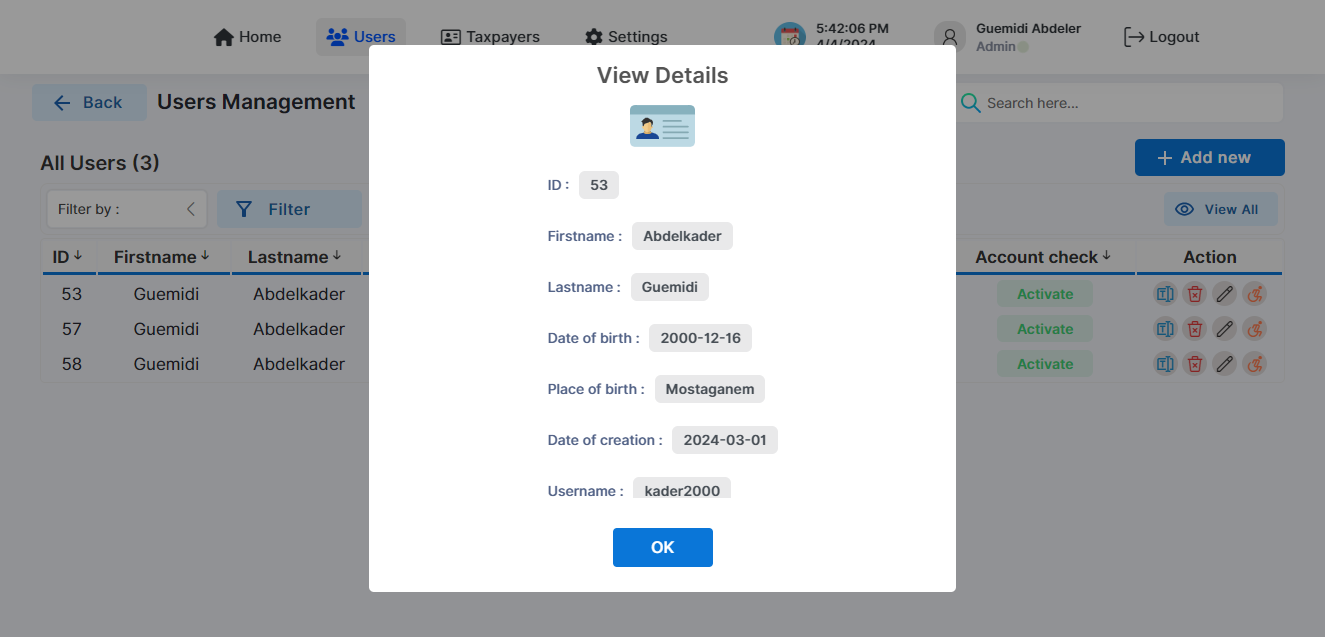 Home
Users
Taxpayers
Settings
5:42:06 PM
4/4/2024
Guemidi Abdeler
Admin
Logout
Back
Users Management
Search here...
All Users (3)
Add new
Filter by :
Filter
View All
ID Firstname Lastname Account check Action
53 Guemidi Abdelkader Activate
57 Guemidi Abdelkader Activate
58 Guemidi Abdelkader Activate
View Details
ID : 53
Firstname : Abdelkader
Lastname : Guemidi
Date of birth : 2000-12-16
Place of birth : Mostaganem
Date of creation : 2024-03-01
Username : kader2000
OK